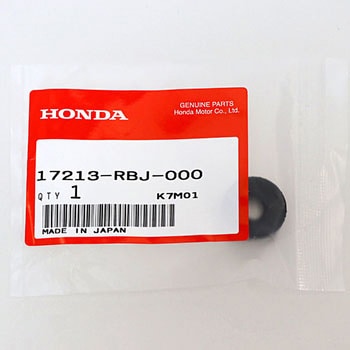 HONDA
GENUINE PARTS
Honda Motor Co., Ltd.
17213-RBJ-000
QTY 1 K7M01
MADE IN JAPAN